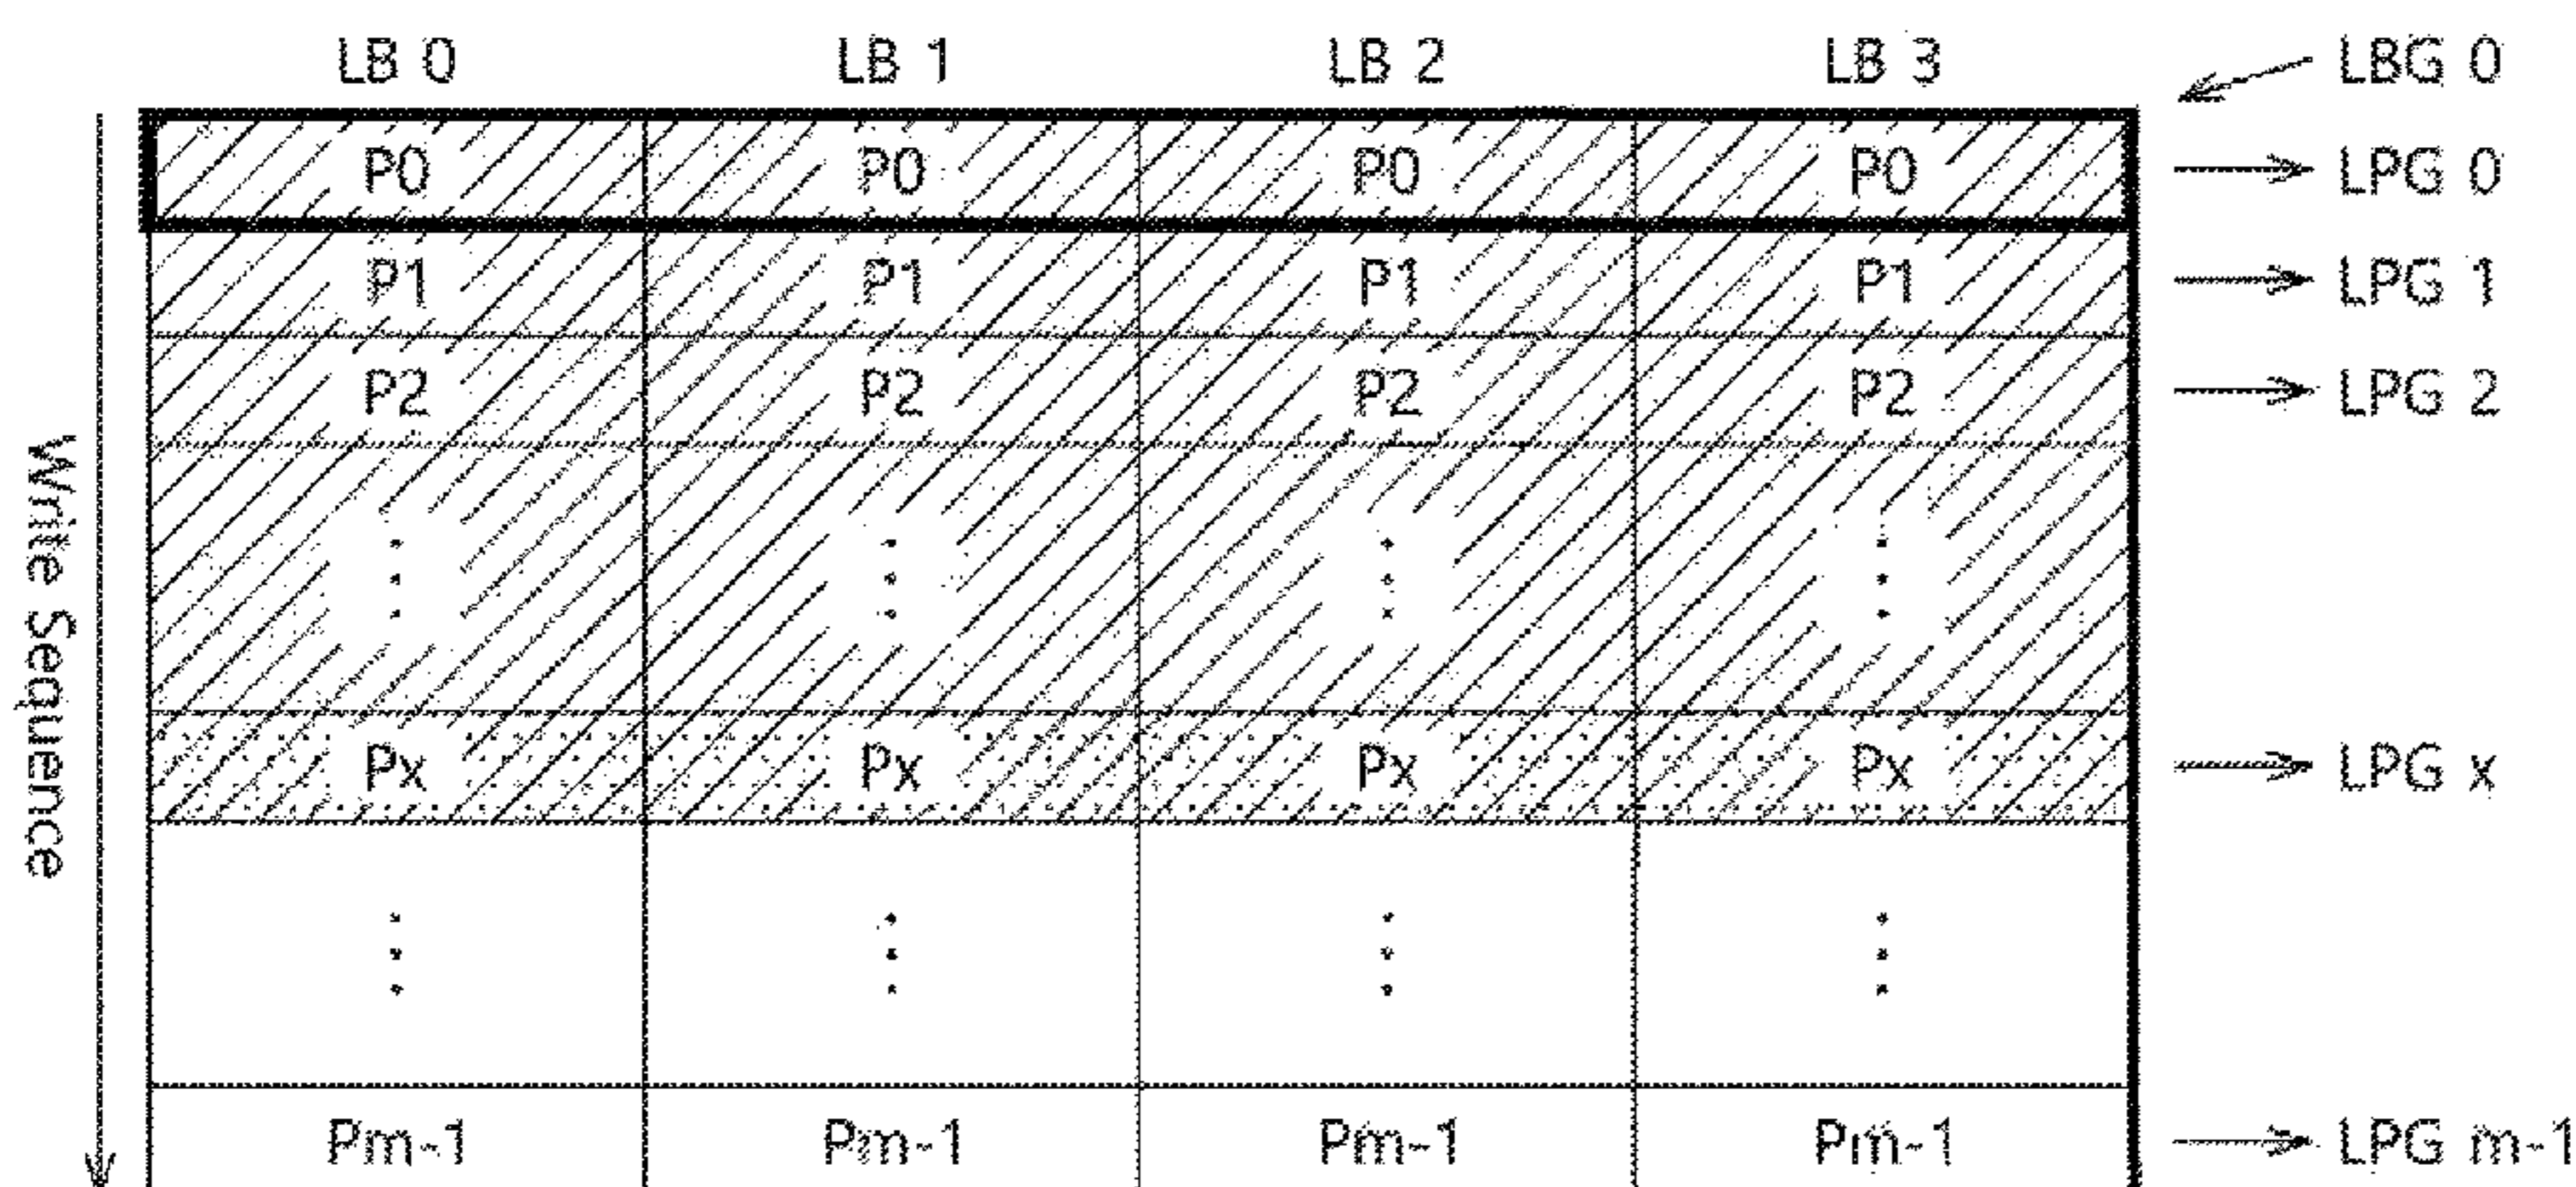 LB 0 LB 1 LB 2 LB 3 LBG 0
P0 P0 P0 P0 LPG 0
P1 P1 P1 P1 LPG 1
P2 P2 P2 P2 LPG 2
Px Px Px Px LPG x
Pm-1 Pm-1 Pm-1 Pm-1 LPG m-1
Write Sequence